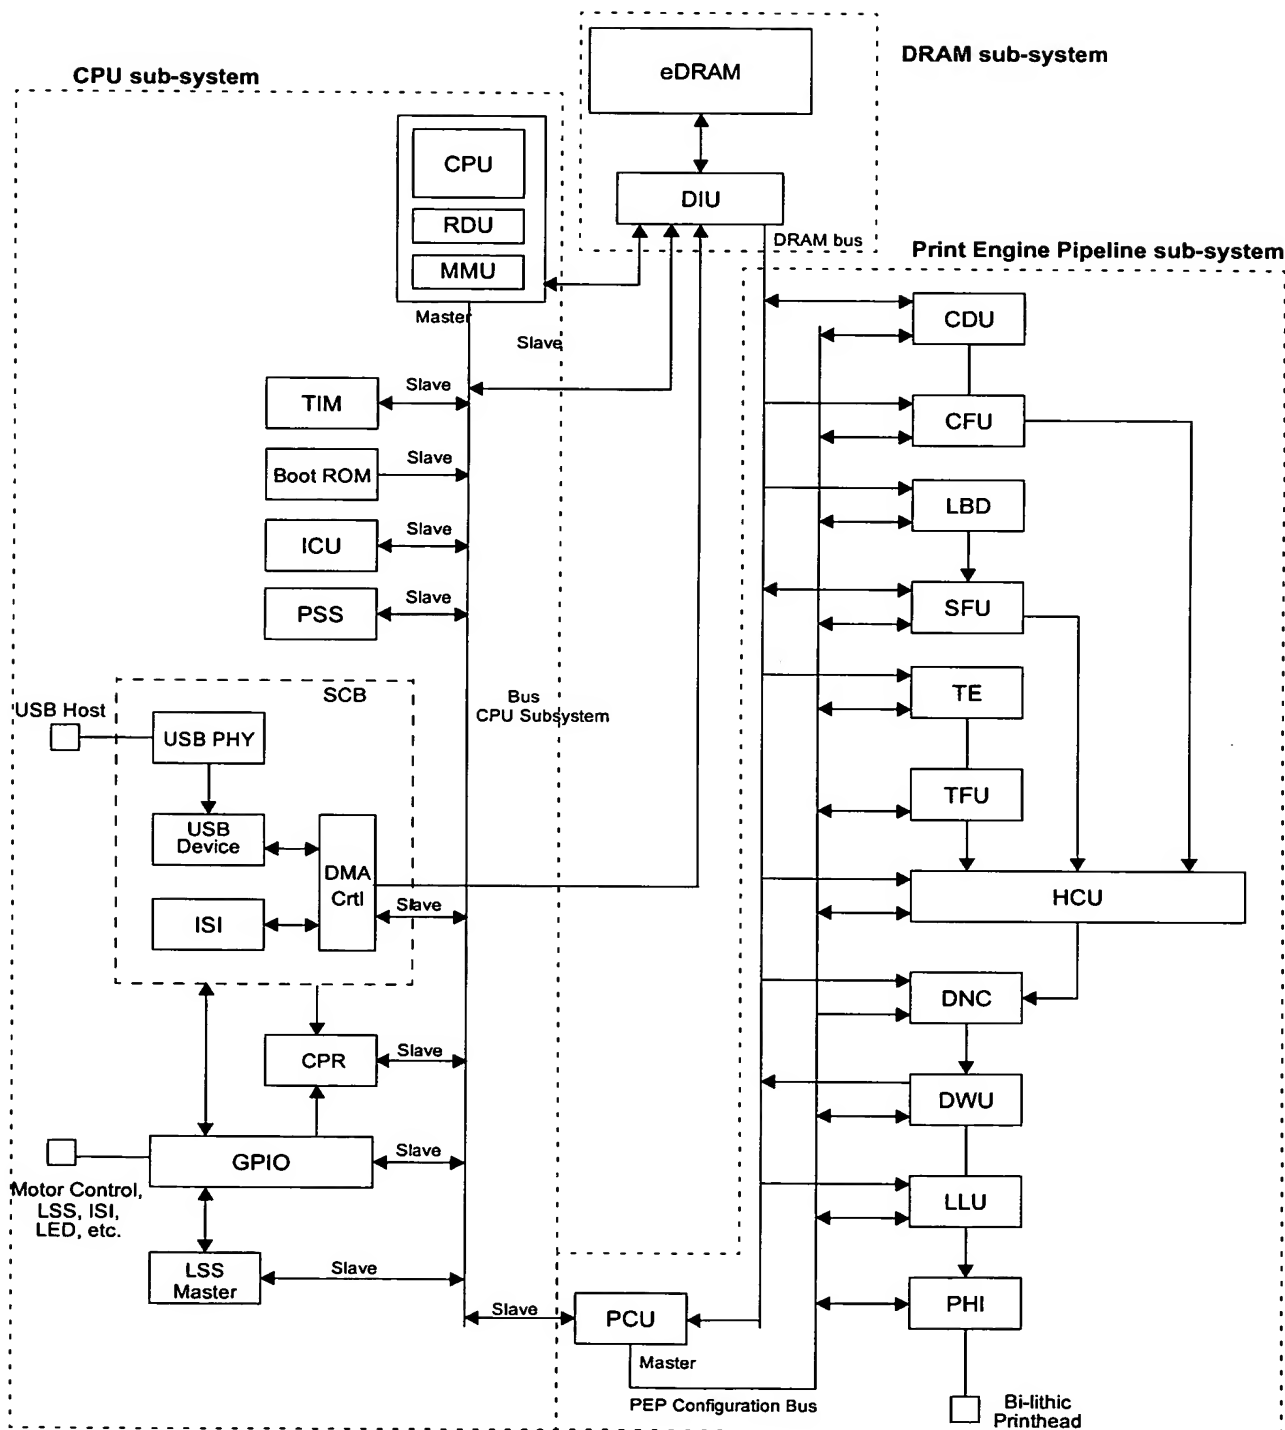 CPU sub-system
DRAM sub-system
eDRAM
CPU
RDU
MMU
Master
DIU
DRAM bus
Print Engine Pipeline sub-system
Slave
TIM
Slave
Boot ROM
Slave
ICU
Slave
PSS
Slave
SCB
USB Host
USB PHY
USB
Device
DMA
Crtl
ISI
Slave
Bus
CPU Subsystem
CPR
Slave
GPIO
Slave
Motor Control,
LSS, ISI,
LED, etc.
LSS
Master
Slave
Slave
PCU
Master
PEP Configuration Bus
CDU
CFU
LBD
SFU
TE
TFU
HCU
DNC
DWU
LLU
PHI
Bi-lithic
Printhead